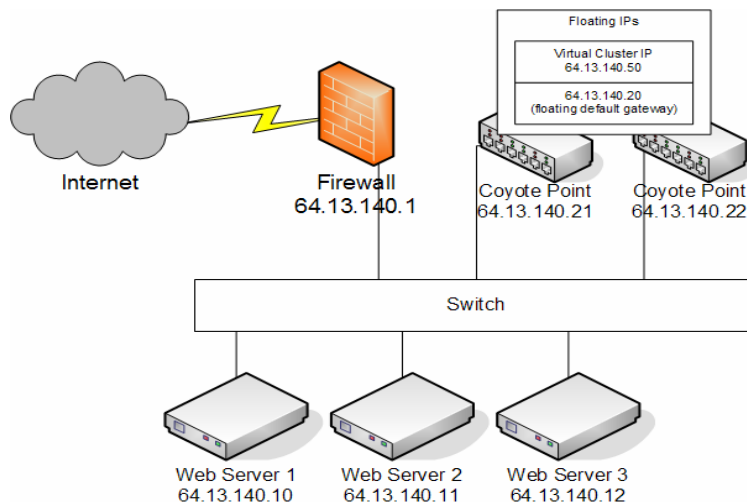 Floating IPs
Virtual Cluster IP
64.13.140.50
64.13.140.20
(floating default gateway)
Internet
Firewall
64.13.140.1
Coyote Point
64.13.140.21
Coyote Point
64.13.140.22
Switch
Web Server 1
64.13.140.10
Web Server 2
64.13.140.11
Web Server 3
64.13.140.12